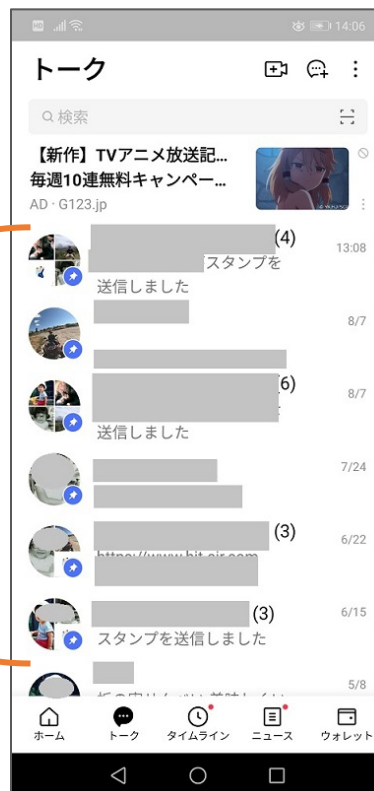 HD 14:06
トーク
検索
【新作】TVアニメ放送記...
毎週10連無料キャンペー...
AD · G123.jp
(4)
13:08
スタンプを
送信しました
8/7
(6)
8/7
送信しました
7/24
(3)
6/22
6/15
(3)
スタンプを送信しました
5/8
ホーム トーク タイムライン ニュース ウォレット